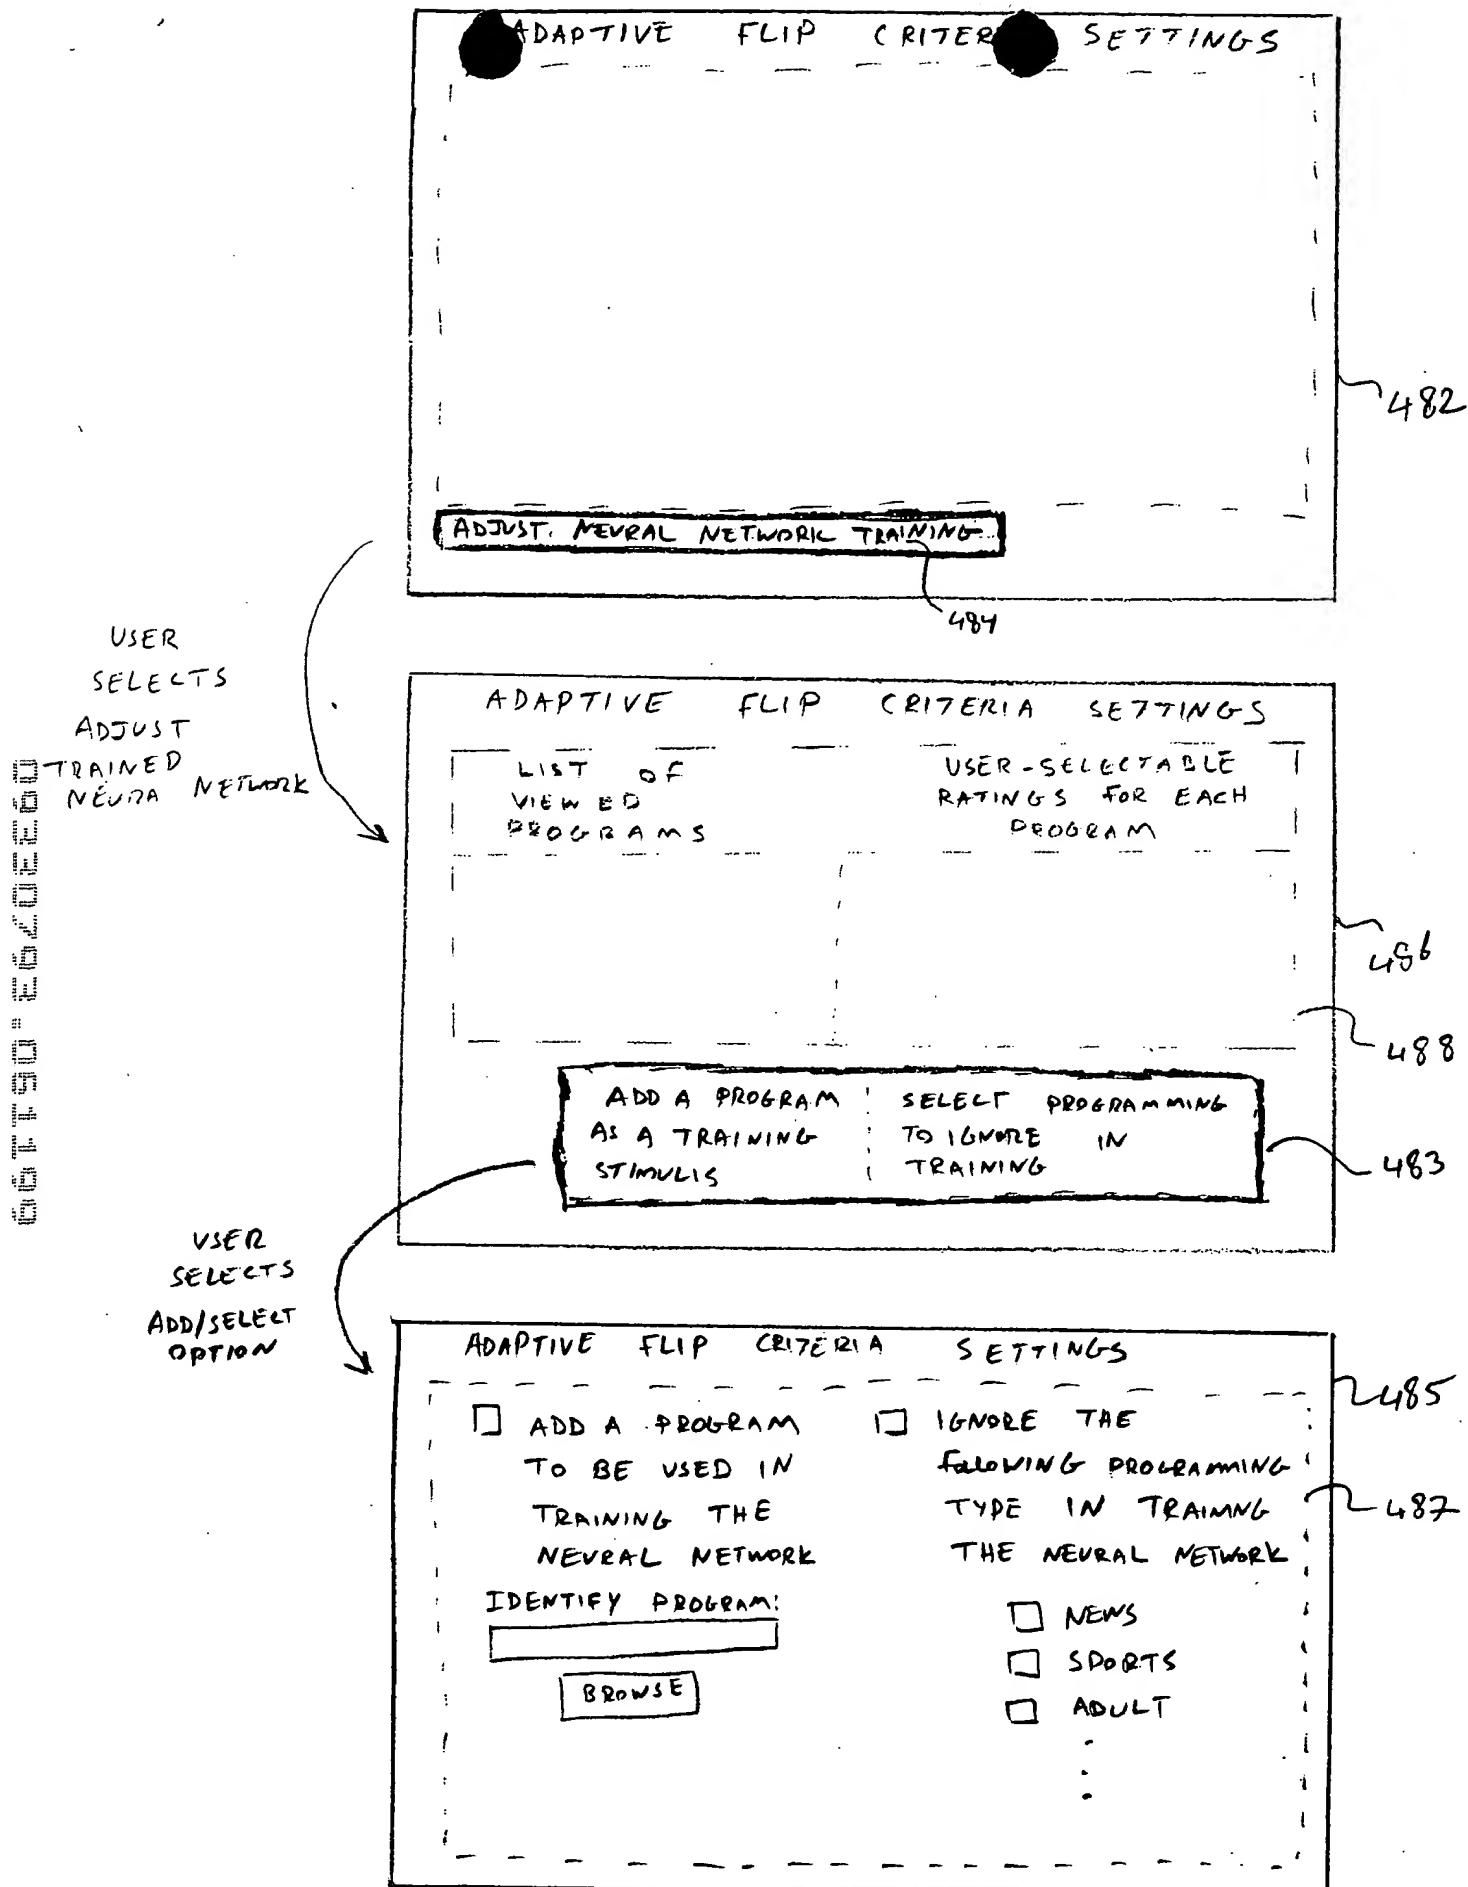 ADAPTIVE FLIP CRITER SETTINGS
482
ADJUST. NEURAL NETWORK TRAINING
484
USER
SELECTS
ADJUST
TRAINED
NEURA NETWORK
ADAPTIVE FLIP CRITERIA SETTINGS
LIST OF
VIEWED
PROGRAMS
USER-SELECTABLE
RATINGS FOR EACH
PROGRAM
486
488
ADD A PROGRAM
AS A TRAINING
STIMULIS
SELECT PROGRAMMING
TO IGNORE IN
TRAINING
483
09330793.061199
USER
SELECTS
ADD/SELECT
OPTION
ADAPTIVE FLIP CRITERIA SETTINGS
485
ADD A PROGRAM
TO BE USED IN
TRAINING THE
NEURAL NETWORK
IDENTIFY PROGRAM:
BROWSE
IGNORE THE
FOLLOWING PROGRAMMING
TYPE IN TRAINING
THE NEURAL NETWORK
487
NEWS
SPORTS
ADULT